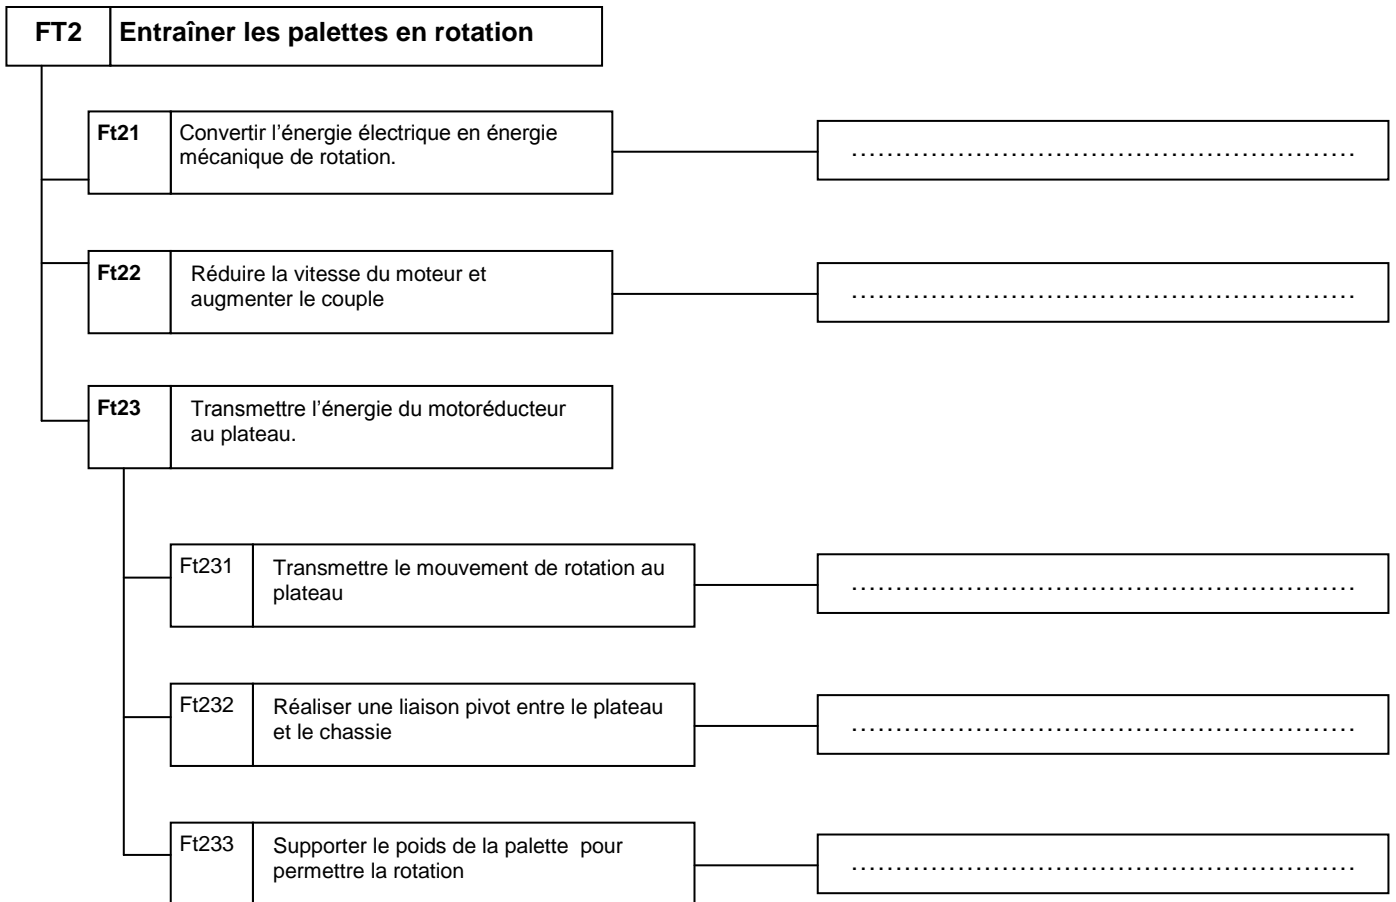 FT2 Entraîner les palettes en rotation
Ft21 Convertir l’énergie électrique en énergie
mécanique de rotation.
………………………………………………….
Ft22 Réduire la vitesse du moteur et
augmenter le couple
………………………………………………….
Ft23 Transmettre l’énergie du motoréducteur
au plateau.
Ft231 Transmettre le mouvement de rotation au
plateau
………………………………………………….
Ft232 Réaliser une liaison pivot entre le plateau
et le chassie
………………………………………………….
Ft233 Supporter le poids de la palette  pour
permettre la rotation
………………………………………………….